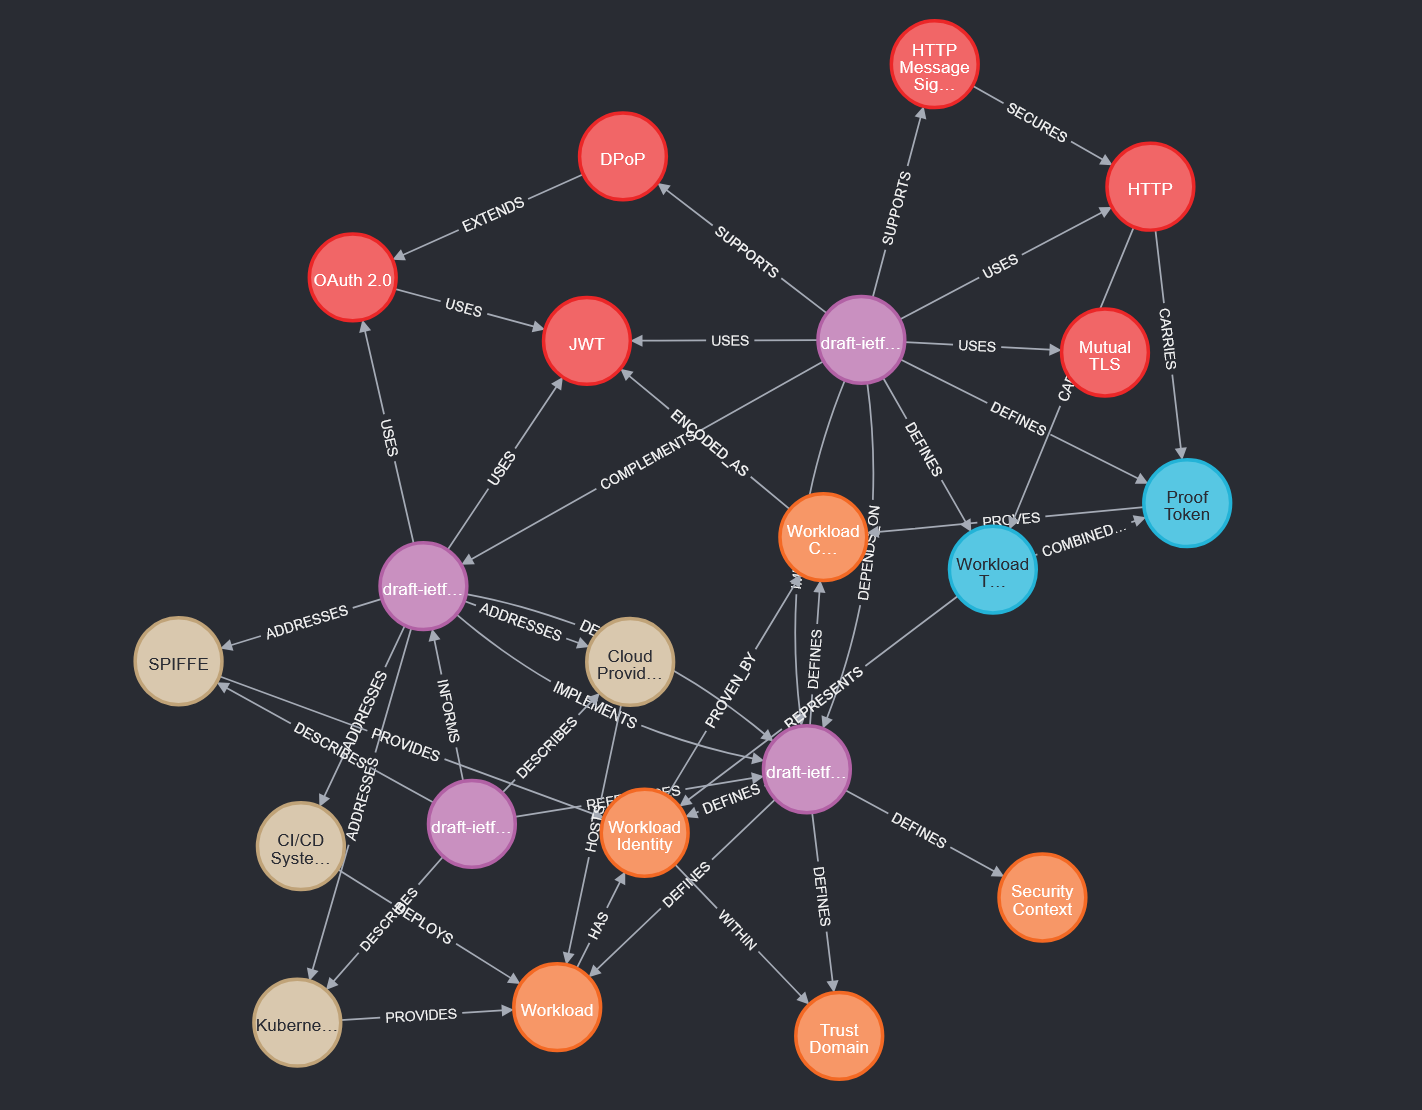 HTTP
Message
Sig…
SECURES
DPoP
HTTP
EXTENDS
SUPPORTS
SUPPORTS
OAuth 2.0
USES
USES
JWT
USES
draft-ietf…
USES
Mutual
TLS
CARRIES
USES
ENCODED_AS
COMPLEMENTS
DEFINES
DEFINES
USES
Proof
Token
PROVES
Workload
C…
DEPENDS_ON
COMBINED…
Workload
T…
draft-ietf…
ADDRESSES
ADDRESSES
SPIFFE
Cloud
Provid…
DEFINES
PROVEN_BY
REPRESENTS
IMPLEMENTS
INFORMS
ADDRESSES
DESCRIBES
PROVIDES
DESCRIBES
ADDRESSES
draft-ietf…
DEFINES
draft-ietf…
Workload
Identity
DEFINES
CI/CD
Syste…
DEFINES
DEFINES
Security
Context
DESCRIBES
DEPLOYS
HAS
WITHIN
Kuberne…
PROVIDES
Workload
Trust
Domain